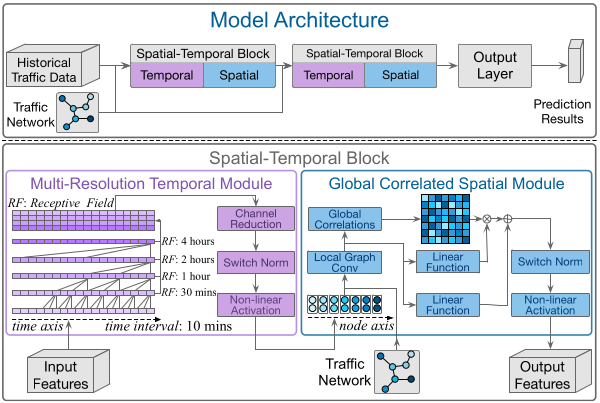 Model Architecture
Historical
Traffic Data
Traffic
Network
Spatial-Temporal Block
Temporal
Spatial
Spatial-Temporal Block
Temporal
Spatial
Output
Layer
Prediction
Results
Spatial-Temporal Block
Multi-Resolution Temporal Module
RF: Receptive Field
RF: 4 hours
RF: 2 hours
RF: 1 hour
RF: 30 mins
time axis
time interval: 10 mins
Channel
Reduction
Switch Norm
Non-linear
Activation
Input
Features
Global Correlated Spatial Module
Global
Correlations
Local Graph
Conv
node axis
Linear
Function
Linear
Function
Switch Norm
Non-linear
Activation
Traffic
Network
Output
Features